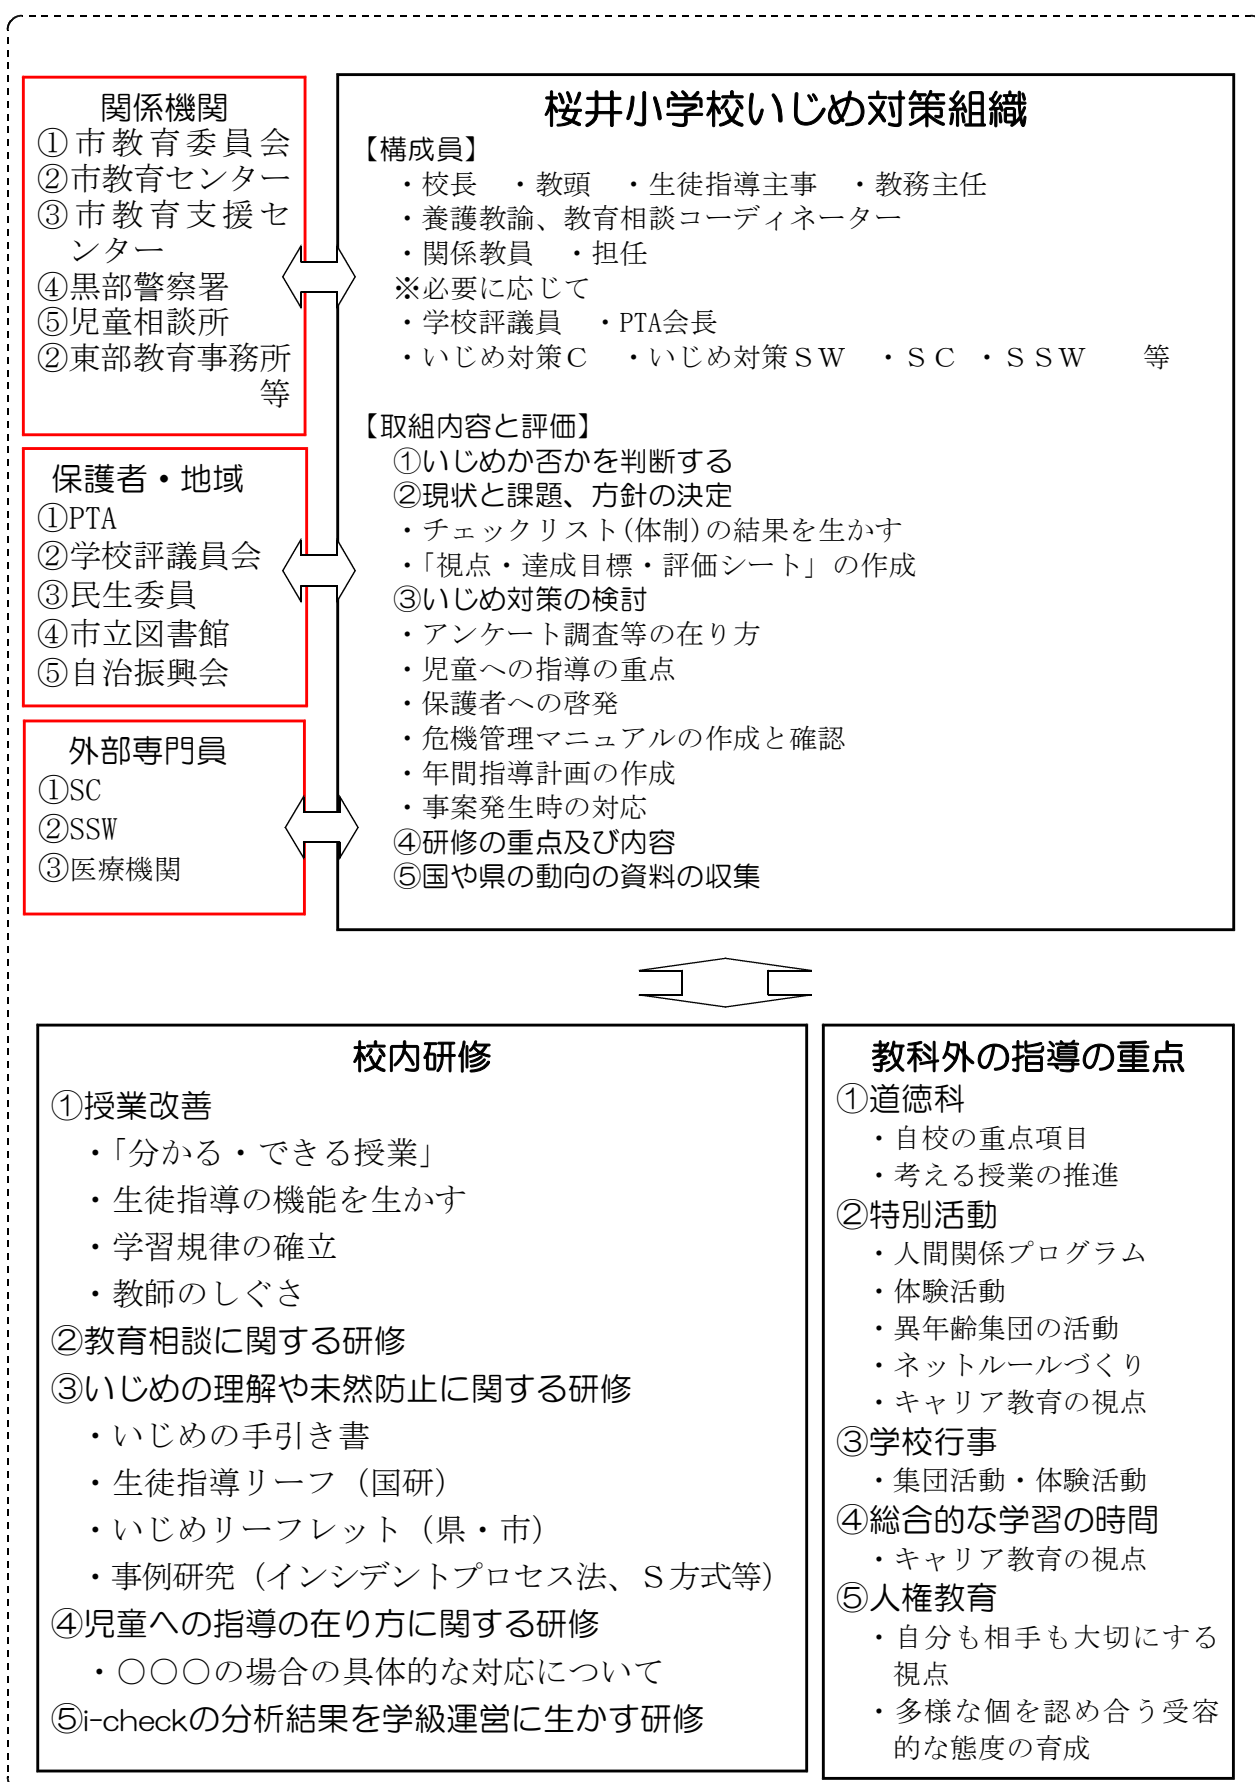 関係機関
①市教育委員会
②市教育センター
③市教育支援セ
ンター
④黒部警察署
⑤児童相談所
②東部教育事務所
等
保護者・地域
①PTA
②学校評議員会
③民生委員
④市立図書館
⑤自治振興会
外部専門員
①SC
②SSW
③医療機関
桜井小学校いじめ対策組織
【構成員】
・校長　・教頭　・生徒指導主事　・教務主任
・養護教諭、教育相談コーディネーター
・関係教員　・担任
※必要に応じて
・学校評議員　・PTA会長
・いじめ対策Ｃ　・いじめ対策ＳＷ　・ＳＣ　・ＳＳＷ　　等
【取組内容と評価】
①いじめか否かを判断する
②現状と課題、方針の決定
・チェックリスト(体制)の結果を生かす
・「視点・達成目標・評価シート」の作成
③いじめ対策の検討
・アンケート調査等の在り方
・児童への指導の重点
・保護者への啓発
・危機管理マニュアルの作成と確認
・年間指導計画の作成
・事案発生時の対応
④研修の重点及び内容
⑤国や県の動向の資料の収集
校内研修
①授業改善
・「分かる・できる授業」
・生徒指導の機能を生かす
・学習規律の確立
・教師のしぐさ
②教育相談に関する研修
③いじめの理解や未然防止に関する研修
・いじめの手引き書
・生徒指導リーフ（国研）
・いじめリーフレット（県・市）
・事例研究（インシデントプロセス法、Ｓ方式等）
④児童への指導の在り方に関する研修
・○○○の場合の具体的な対応について
⑤i-checkの分析結果を学級運営に生かす研修
教科外の指導の重点
①道徳科
・自校の重点項目
・考える授業の推進
②特別活動
・人間関係プログラム
・体験活動
・異年齢集団の活動
・ネットルールづくり
・キャリア教育の視点
③学校行事
・集団活動・体験活動
④総合的な学習の時間
・キャリア教育の視点
⑤人権教育
・自分も相手も大切にする
視点
・多様な個を認め合う受容
的な態度の育成